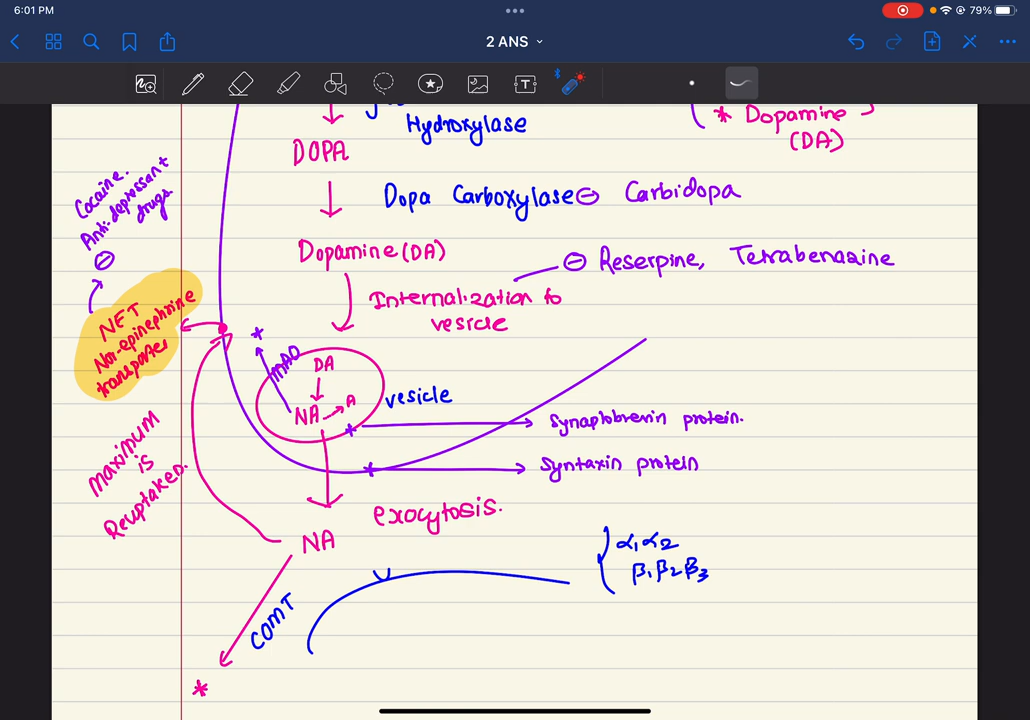 6:01 PM
79%
2 ANS
Hydroxylase
* Dopamine
(DA)
DOPA
Dopa Carboxylase ⊖ Carbidopa
Cocaine.
Anti-depressant
drugs
⊖
Dopamine (DA)
⊖ Reserpine, Tetrabenazine
Internalization to
vesicle
NET
Nor-epinephrine
transporter
*
MAO
DA
NA → A
vesicle
Synaptobrevin protein.
Syntaxin protein
maximum
is
Reuptaked.
exocytosis.
NA
α1 α2
β1 β2 β3
COMT
*